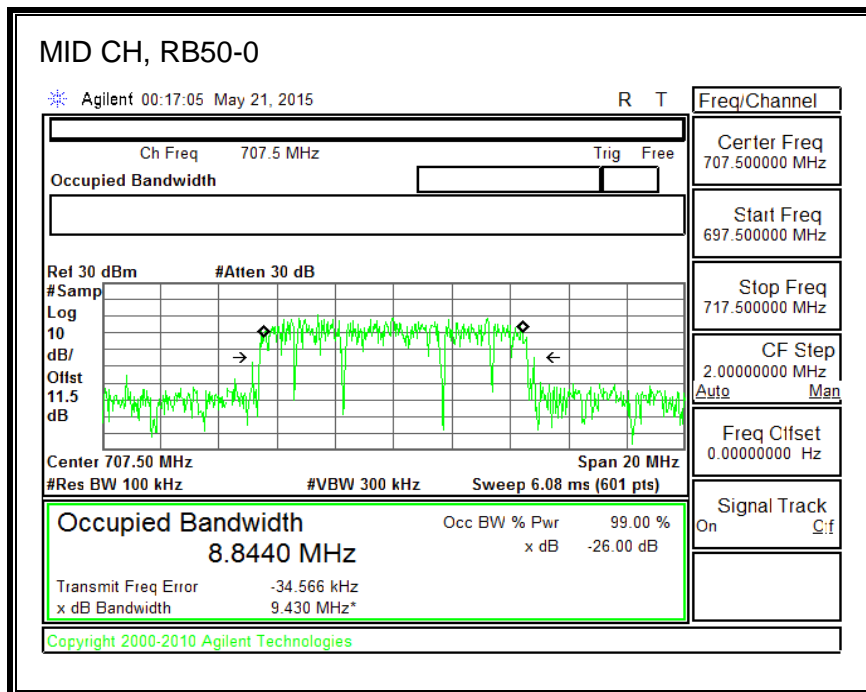 MID CH, RB50-0
Agilent 00:17:05 May 21, 2015 R T
Freq/Channel
Ch Freq 707.5 MHz Trig Free
Occupied Bandwidth
Center Freq
707.500000 MHz
Start Freq
697.500000 MHz
Stop Freq
717.500000 MHz
CF Step
2.00000000 MHz
Auto Man
Freq Offset
0.00000000 Hz
Signal Track
On Off
Ref 30 dBm #Atten 30 dB
#Samp
Log
10
dB/
Offst
11.5
dB
Center 707.50 MHz Span 20 MHz
#Res BW 100 kHz #VBW 300 kHz Sweep 6.08 ms (601 pts)
Occupied Bandwidth
8.8440 MHz
Occ BW % Pwr 99.00 %
x dB -26.00 dB
Transmit Freq Error -34.566 kHz
x dB Bandwidth 9.430 MHz*
Copyright 2000-2010 Agilent Technologies